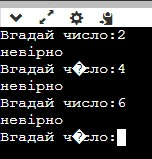 Вгадай число:2
невірно
Вгадай ч�сло:4
невірно
Вгадай число:6
невірно
Вгадай ч�сло: